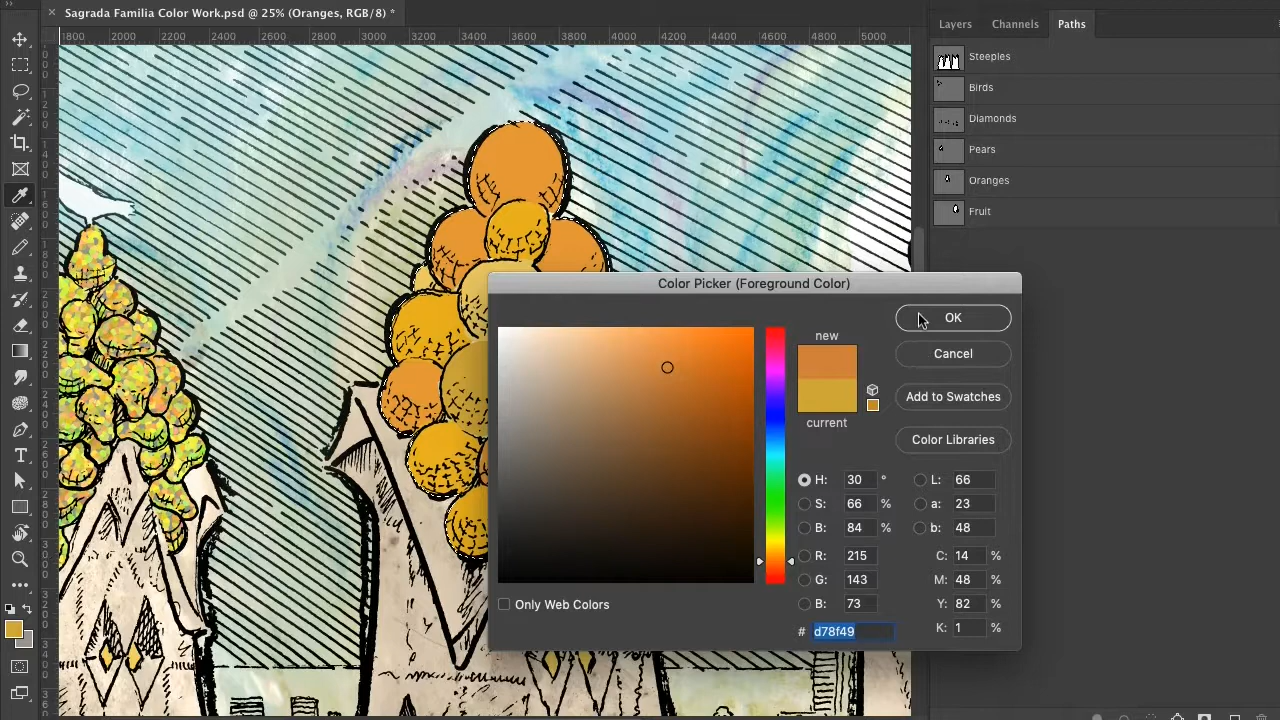 Sagrada Familia Color Work.psd @ 25% (Oranges, RGB/8) *
Layers
Channels
Paths
1800 2000 2200 2400 2600 2800 3000 3200 3400 3600 3800 4000 4200 4400 4600 4800 5000
Steeples
Birds
Diamonds
Pears
Oranges
Fruit
Color Picker (Foreground Color)
new
current
OK
Cancel
Add to Swatches
Color Libraries
H: 30 °
S: 66 %
B: 84 %
R: 215
G: 143
B: 73
# d78f49
L: 66
a: 23
b: 48
C: 14 %
M: 48 %
Y: 82 %
K: 1 %
Only Web Colors